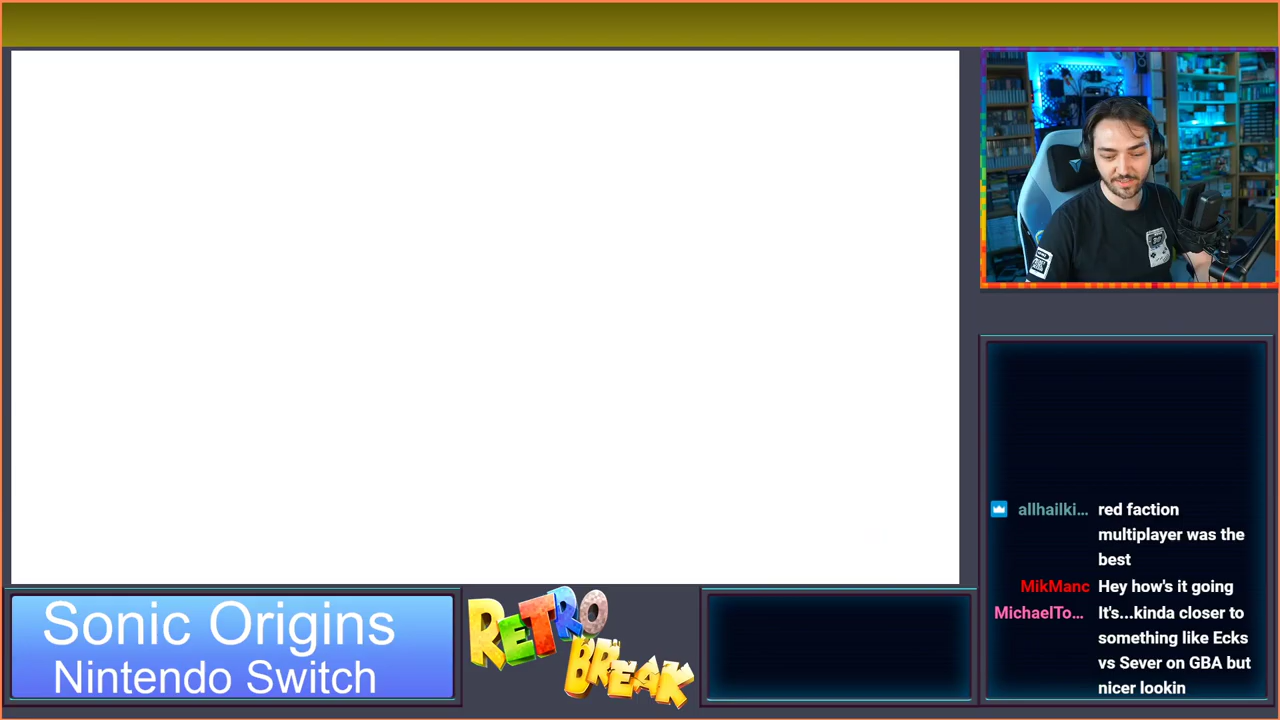 allhailki... red faction
multiplayer was the
best
MikManc Hey how's it going
MichaelTo... It's...kinda closer to
something like Ecks
vs Sever on GBA but
nicer lookin
Sonic Origins
Nintendo Switch
RETRO
BREAK